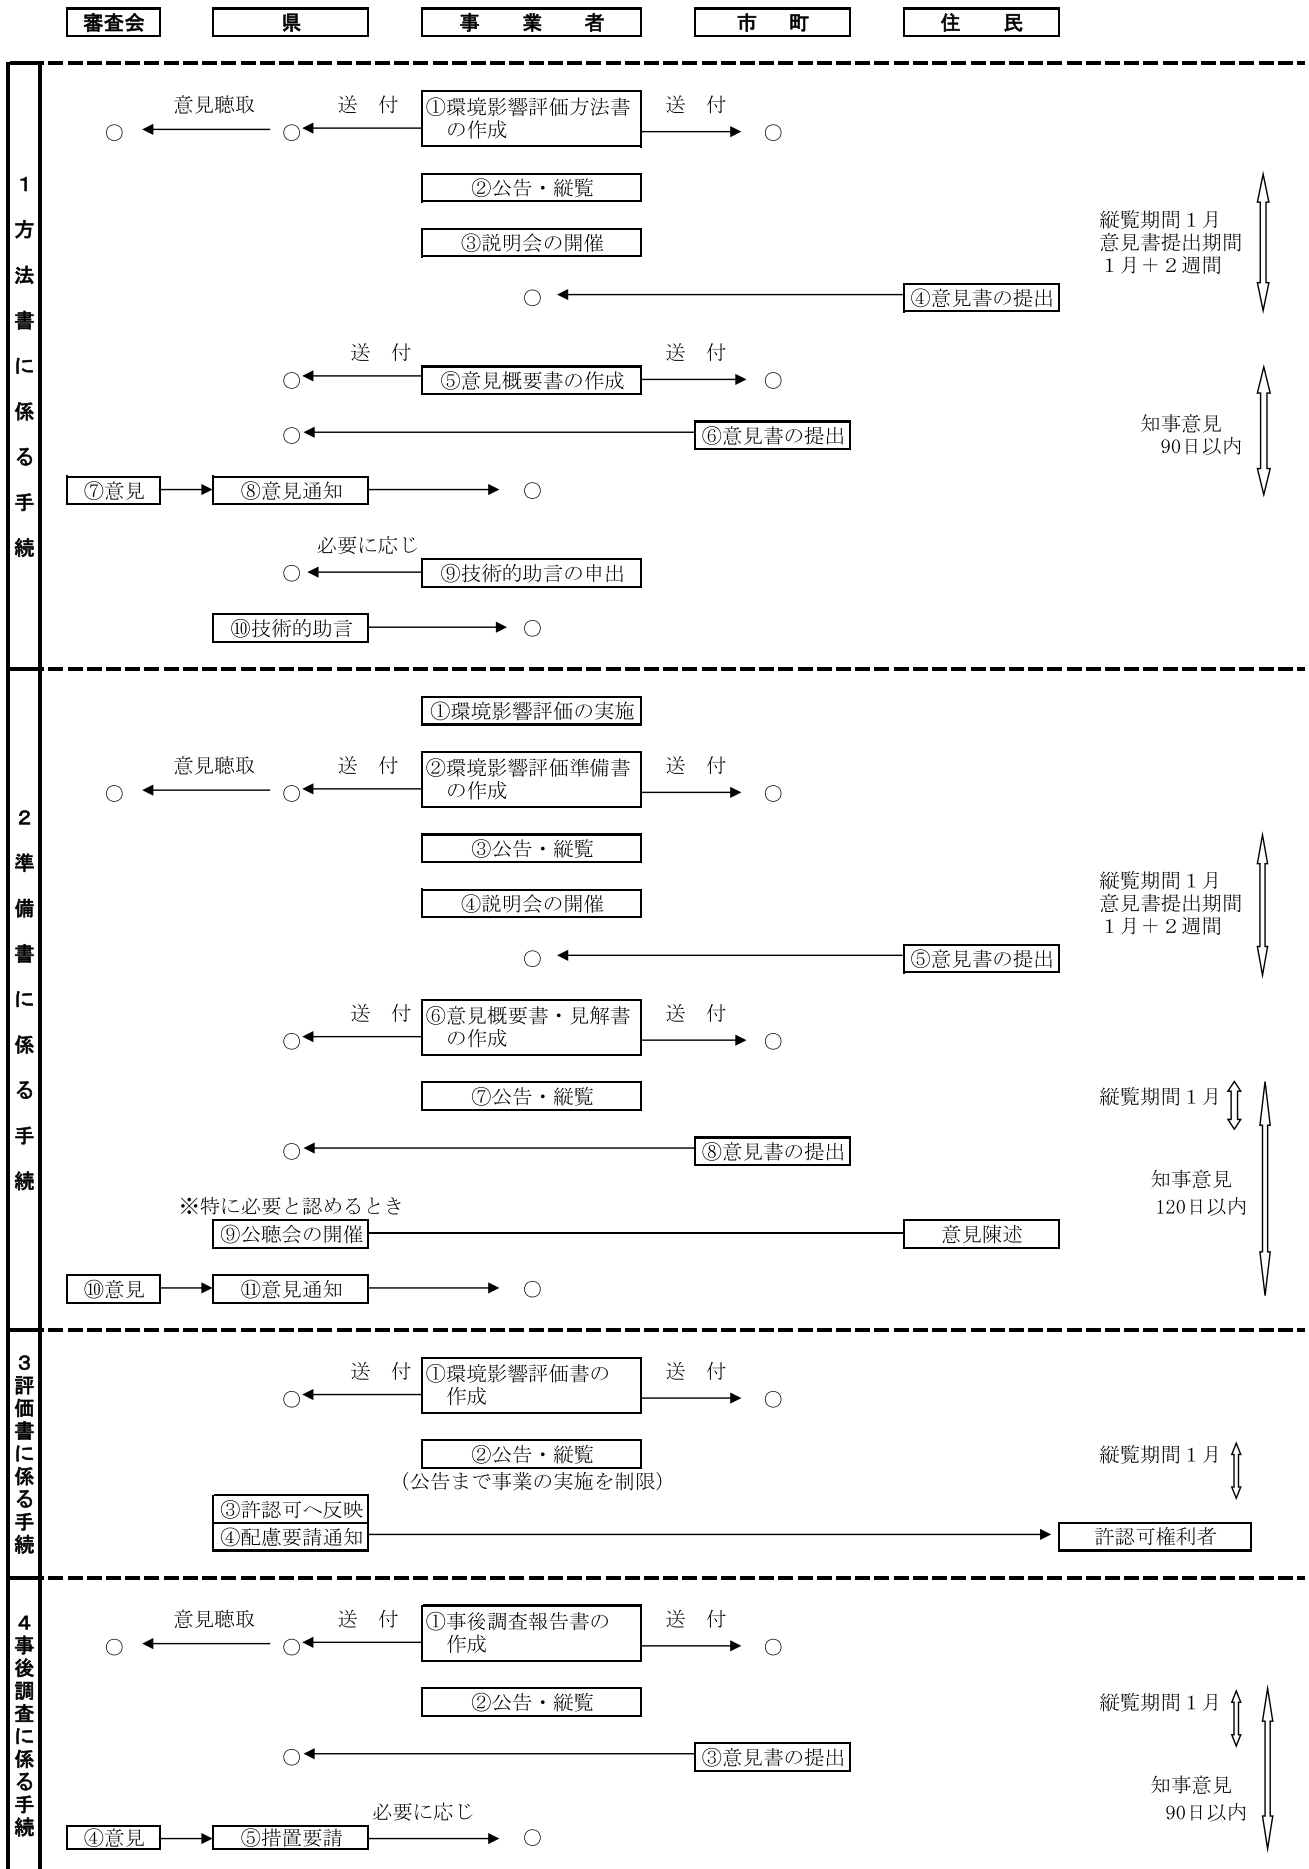 審査会　県　事　業　者　市　町　住　民
1方法書に係る手続
意見聴取　送　付　①環境影響評価方法書　送　付
の作成
○　○　○
②公告・縦覧
縦覧期間１月
③説明会の開催　意見書提出期間
１月＋２週間
○　④意見書の提出
送　付　送　付
○　⑤意見概要書の作成　○
知事意見
○　⑥意見書の提出
90日以内
⑦意見　⑧意見通知　○
必要に応じ
○　⑨技術的助言の申出
⑩技術的助言　○
2準備書に係る手続
①環境影響評価の実施
意見聴取　送　付　②環境影響評価準備書　送　付
の作成
○　○　○
③公告・縦覧
縦覧期間１月
④説明会の開催　意見書提出期間
１月＋２週間
○　⑤意見書の提出
送　付　⑥意見概要書・見解書　送　付
の作成
○　○
⑦公告・縦覧　縦覧期間１月
○　⑧意見書の提出
知事意見
※特に必要と認めるとき　120日以内
⑨公聴会の開催　意見陳述
⑩意見　⑪意見通知　○
3評価書に係る手続
送　付　①環境影響評価書の　送　付
作成
○　○
②公告・縦覧　縦覧期間１月
（公告まで事業の実施を制限）
③許認可へ反映
④配慮要請通知　許認可権利者
4事後調査に係る手続
意見聴取　送　付　①事後調査報告書の　送　付
作成
○　○　○
②公告・縦覧　縦覧期間１月
○　③意見書の提出
知事意見
必要に応じ　90日以内
④意見　⑤措置要請　○